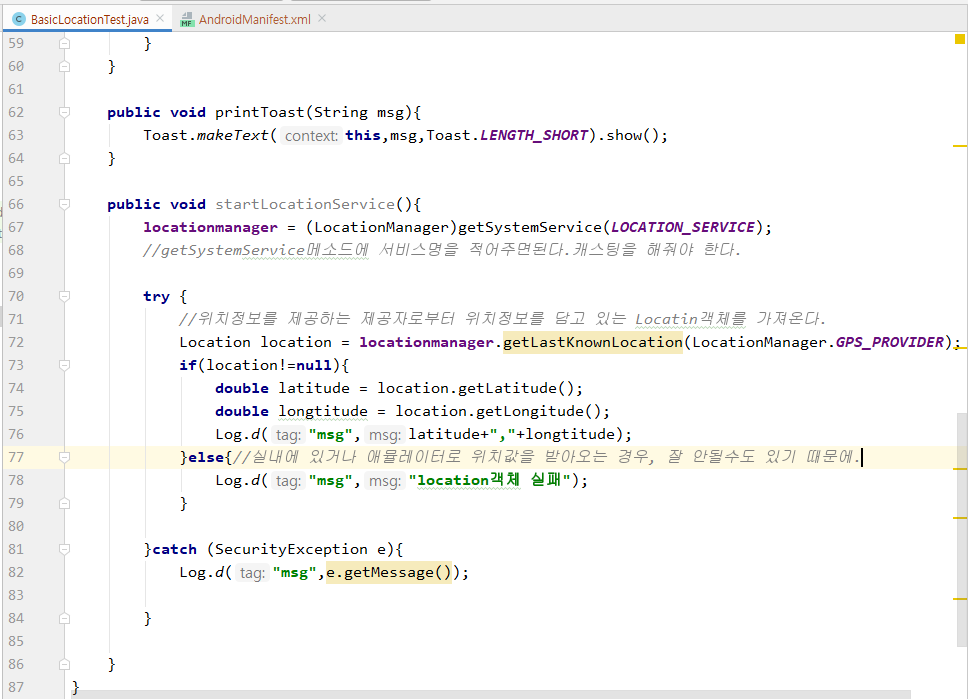 BasicLocationTest.java × AndroidManifest.xml ×
59 }
60 }
61
62 public void printToast(String msg){
63 Toast.makeText( context: this,msg,Toast.LENGTH_SHORT).show();
64 }
65
66 public void startLocationService(){
67 locationmanager = (LocationManager)getSystemService(LOCATION_SERVICE);
68 //getSystemService메소드에 서비스명을 적어주면된다.캐스팅을 해줘야 한다.
69
70 try {
71 //위치정보를 제공하는 제공자로부터 위치정보를 담고 있는 Locatin객체를 가져온다.
72 Location location = locationmanager.getLastKnownLocation(LocationManager.GPS_PROVIDER);
73 if(location!=null){
74 double latitude = location.getLatitude();
75 double longtitude = location.getLongitude();
76 Log.d( tag: "msg", msg: latitude+","+longtitude);
77 }else{//실내에 있거나 애뮬레이터로 위치값을 받아오는 경우, 잘 안될수도 있기 때문에.
78 Log.d( tag: "msg", msg: "location객체 실패");
79 }
80
81 }catch (SecurityException e){
82 Log.d( tag: "msg",e.getMessage());
83
84 }
85
86 }
87 }